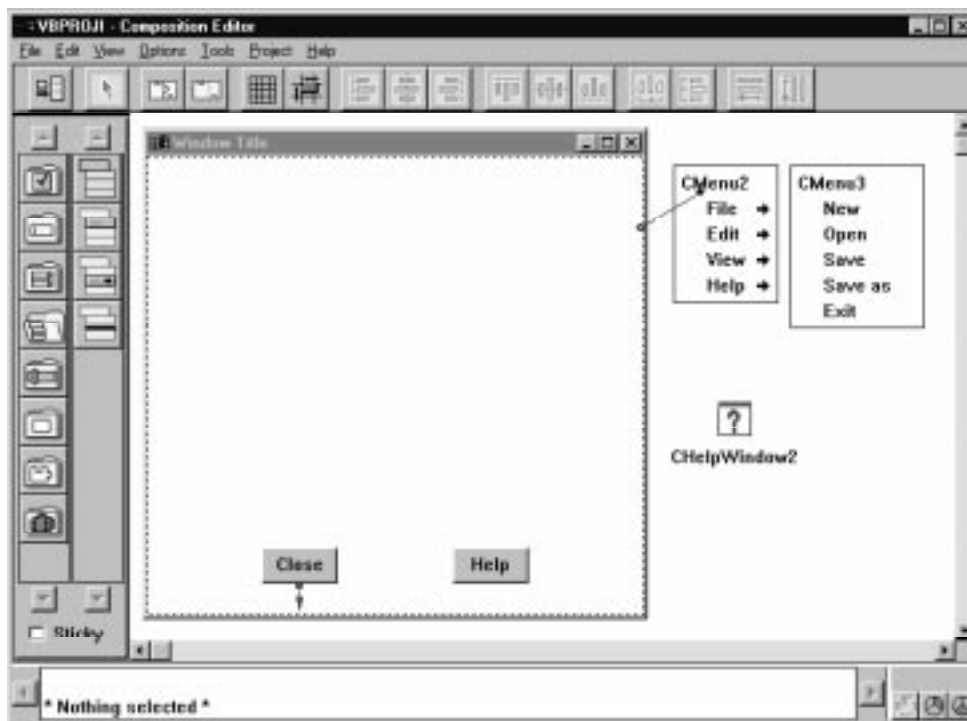 VBPROJ1 - Composition Editor
File Edit View Options Tools Project Help
Window Title
CMenu2
File
Edit
View
Help
CMenu3
New
Open
Save
Save as
Exit
?
CHelpWindow2
Close
Help
Sticky
* Nothing selected *